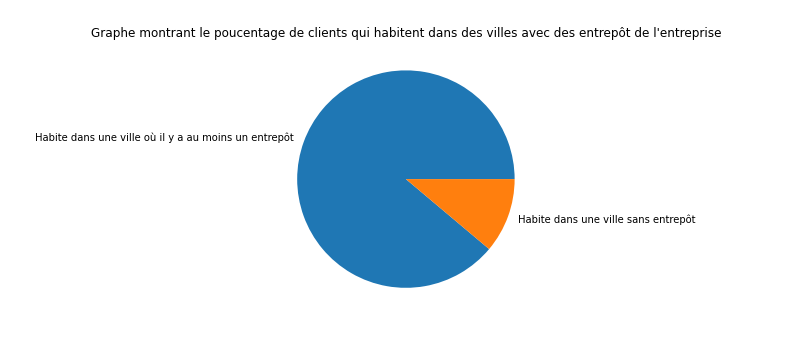 Graphe montrant le poucentage de clients qui habitent dans des villes avec des entrepôt de l'entreprise
Habite dans une ville où il y a au moins un entrepôt
Habite dans une ville sans entrepôt